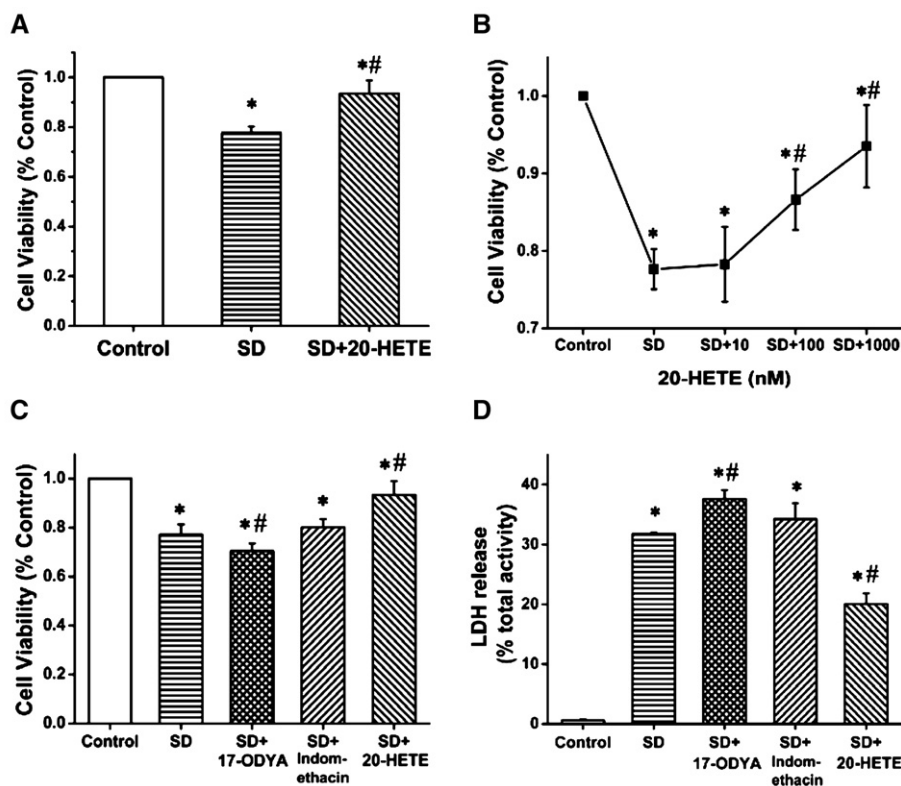 A
Cell Viability (% Control)
1.0
0.8
0.6
0.4
0.2
0.0
*
*#
Control SD SD+20-HETE
B
Cell Viability (% Control)
1.0
0.9
0.8
0.7
*
*
*#
*#
Control SD SD+10 SD+100 SD+1000
20-HETE (nM)
C
Cell Viability (% Control)
1.0
0.8
0.6
0.4
0.2
0.0
*
*#
*
*#
Control SD SD+ SD+ SD+
17-ODYA Indom- 20-HETE
ethacin
D
LDH release
(% total activity)
40
30
20
10
0
*
*#
*
*#
Control SD SD+ SD+ SD+
17-ODYA Indom- 20-HETE
ethacin